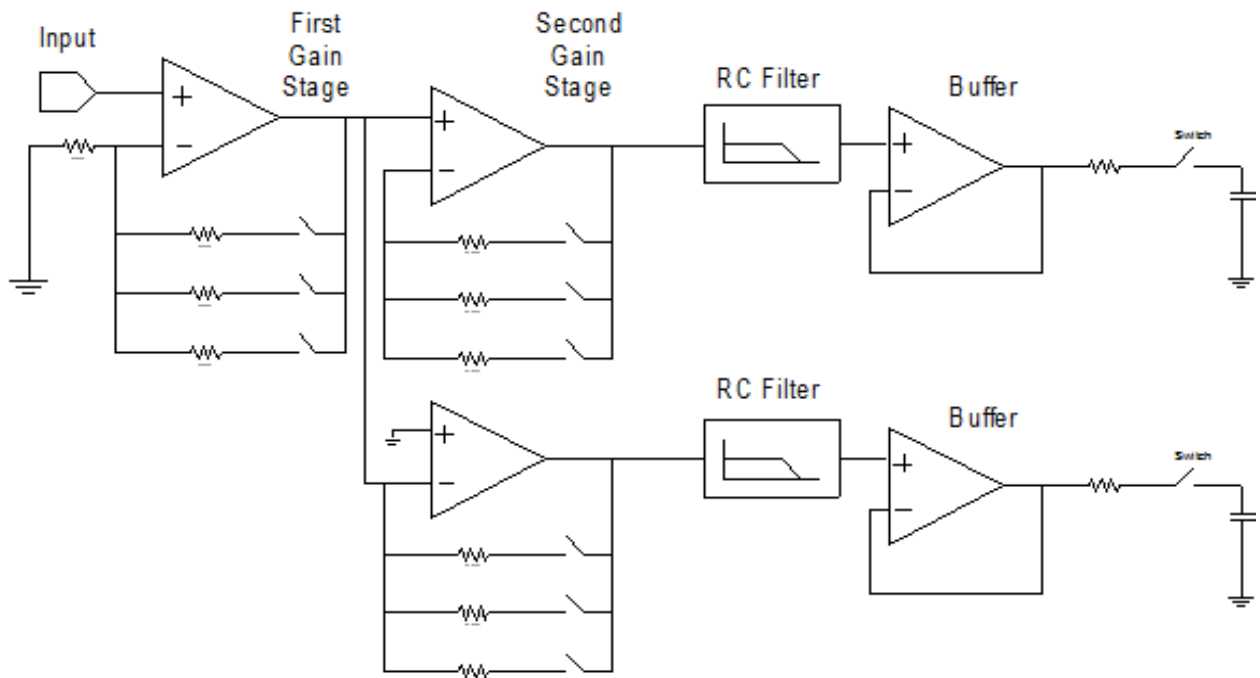 Input
First
Gain
Stage
Second
Gain
Stage
RC Filter
Buffer
Switch
RC Filter
Buffer
Switch